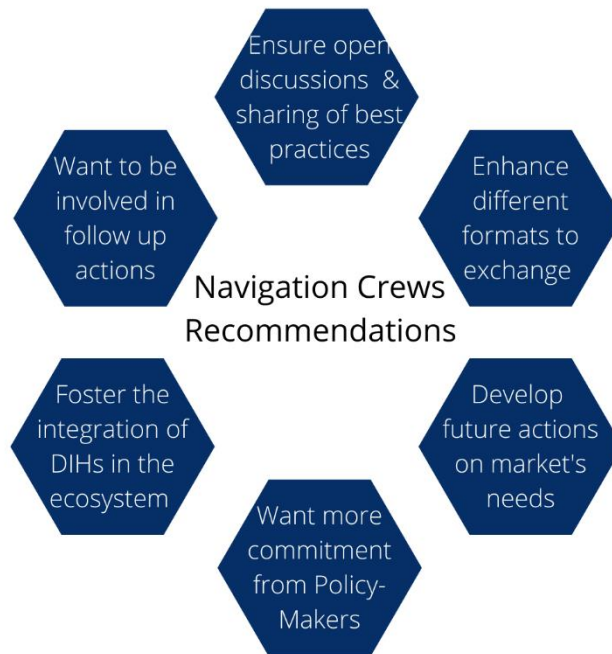 Ensure open
discussions & 
sharing of best
practices
Want to be
involved in
follow up
actions
Enhance
different
formats to
exchange
Navigation Crews
Recommendations
Foster the
integration of
DIHs in the
ecosystem
Develop
future actions
on market's
needs
Want more
commitment
from Policy-
Makers